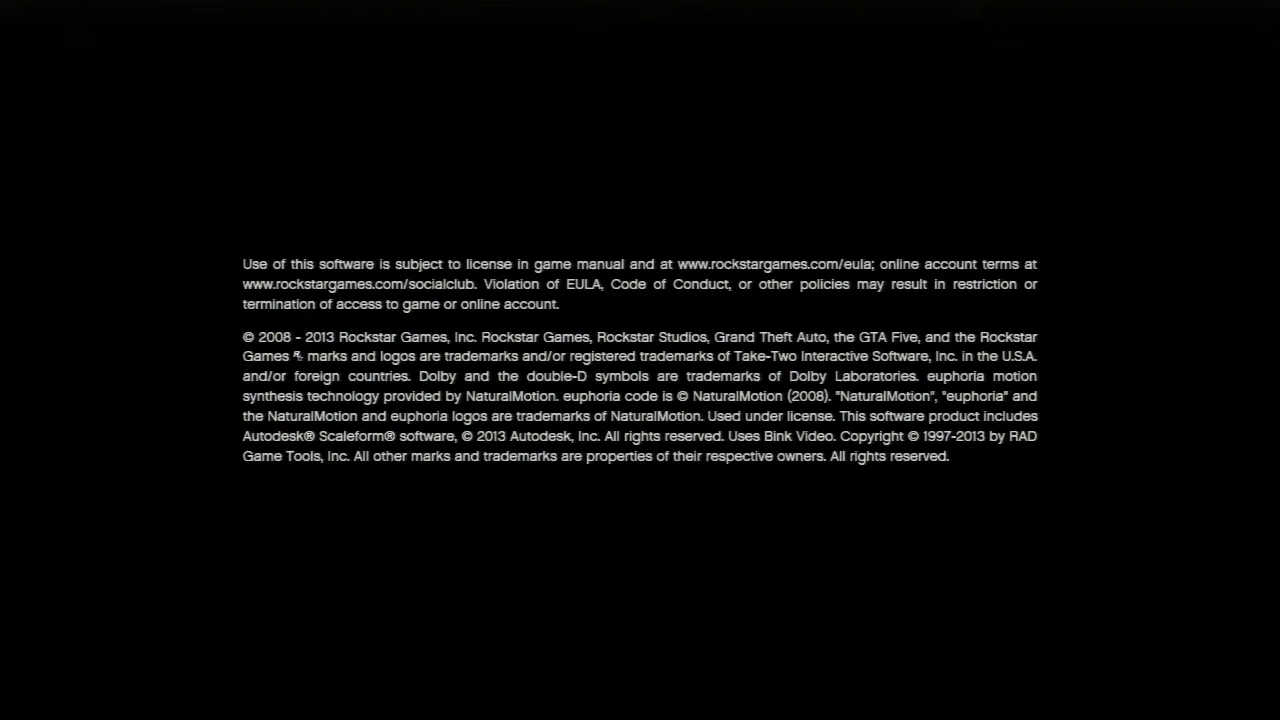 Use of this software is subject to license in game manual and at www.rockstargames.com/eula; online account terms at
www.rockstargames.com/socialclub. Violation of EULA, Code of Conduct, or other policies may result in restriction or
termination of access to game or online account.
© 2008 - 2013 Rockstar Games, Inc. Rockstar Games, Rockstar Studios, Grand Theft Auto, the GTA Five, and the Rockstar
Games R* marks and logos are trademarks and/or registered trademarks of Take-Two Interactive Software, Inc. in the U.S.A.
and/or foreign countries. Dolby and the double-D symbols are trademarks of Dolby Laboratories. euphoria motion
synthesis technology provided by NaturalMotion. euphoria code is © NaturalMotion (2008). "NaturalMotion", "euphoria" and
the NaturalMotion and euphoria logos are trademarks of NaturalMotion. Used under license. This software product includes
Autodesk® Scaleform® software, © 2013 Autodesk, Inc. All rights reserved. Uses Bink Video. Copyright © 1997-2013 by RAD
Game Tools, Inc. All other marks and trademarks are properties of their respective owners. All rights reserved.